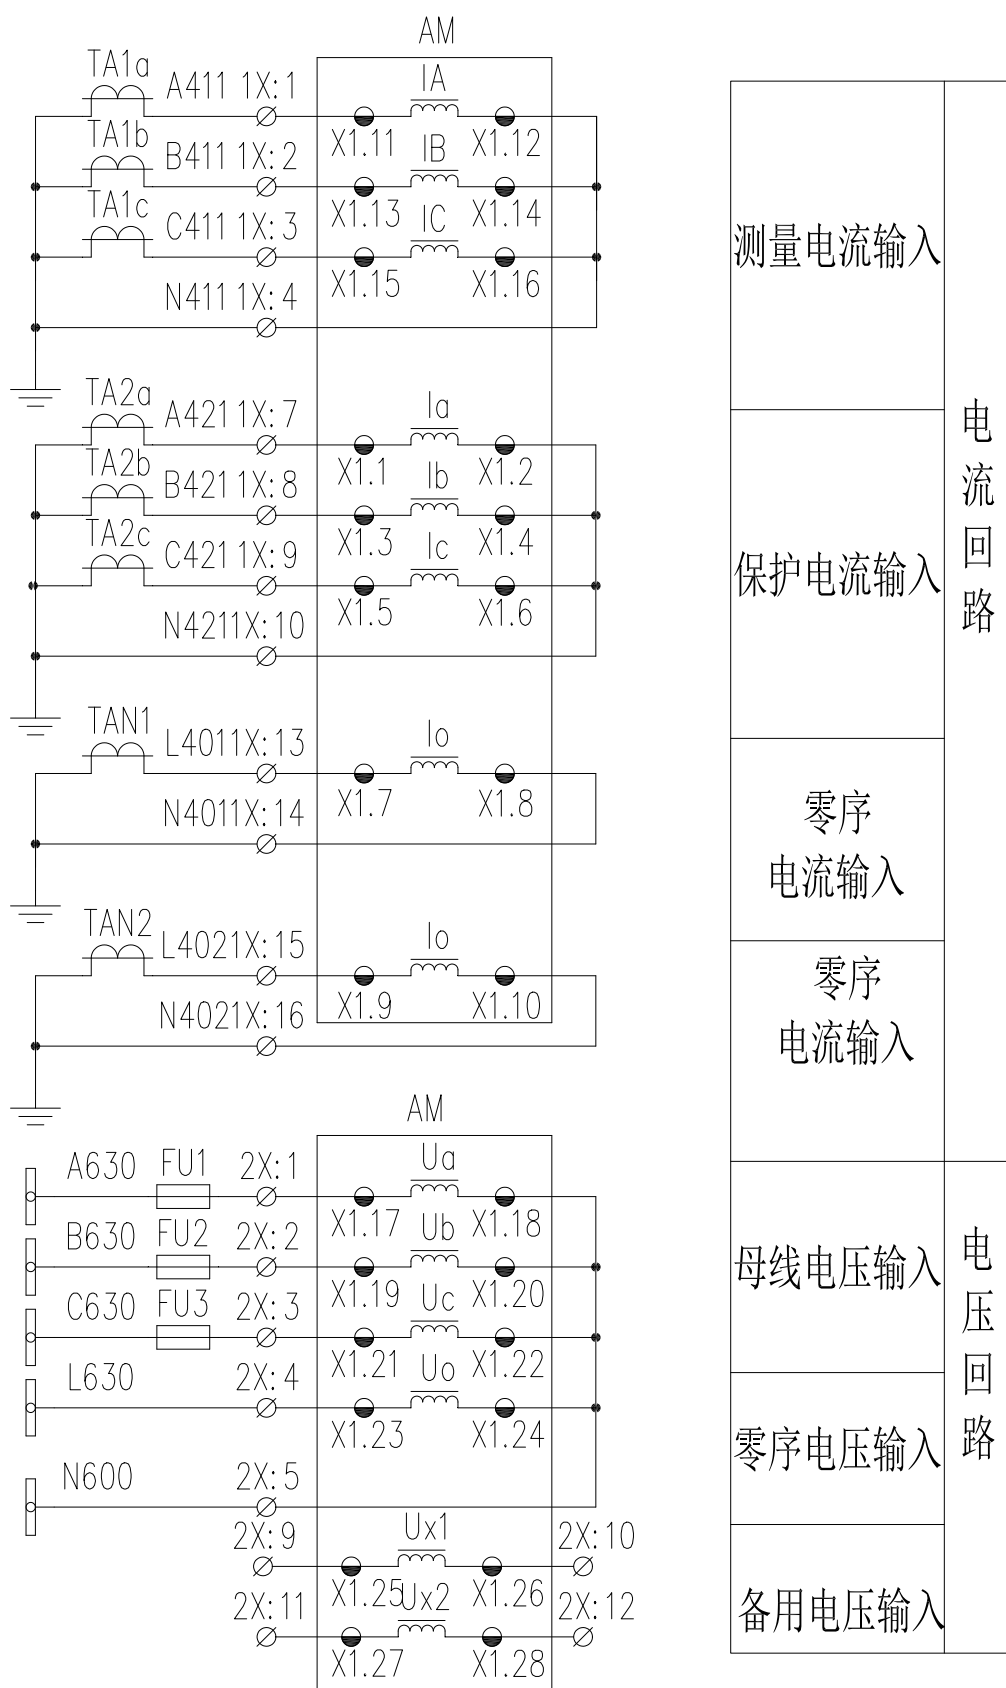 AM
TA1a A411 1X:1 IA
X1.11 X1.12
TA1b B411 1X:2 IB
X1.13 X1.14
TA1c C411 1X:3 IC
X1.15 X1.16
N411 1X:4
测量电流输入
TA2a A421 1X:7 Ia
X1.1 X1.2
TA2b B421 1X:8 Ib
X1.3 X1.4
TA2c C421 1X:9 Ic
X1.5 X1.6
N421 1X:10
保护电流输入
电流回路
TAN1 L401 1X:13 Io
X1.7 X1.8
N401 1X:14
零序
电流输入
TAN2 L402 1X:15 Io
X1.9 X1.10
N402 1X:16
零序
电流输入
AM
A630 FU1 2X:1 Ua
X1.17 X1.18
B630 FU2 2X:2 Ub
X1.19 X1.20
C630 FU3 2X:3 Uc
X1.21 X1.22
母线电压输入
L630 2X:4 Uo
X1.23 X1.24
N600 2X:5
零序电压输入
电压回路
2X:9 Ux1 2X:10
X1.25 X1.26
2X:11 Ux2 2X:12
X1.27 X1.28
备用电压输入